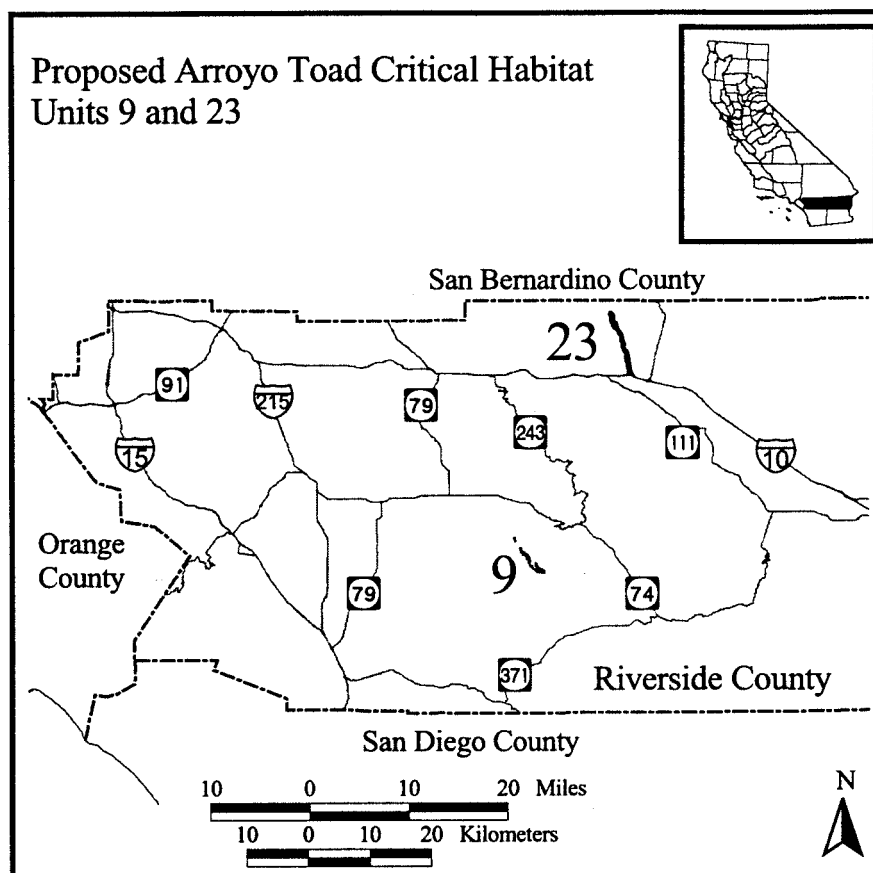 Proposed Arroyo Toad Critical Habitat
Units 9 and 23
San Bernardino County
23
91
215
79
243
111
15
10
Orange
County
9
79
74
371
Riverside County
San Diego County
10 0 10 20 Miles
10 0 10 20 Kilometers
N